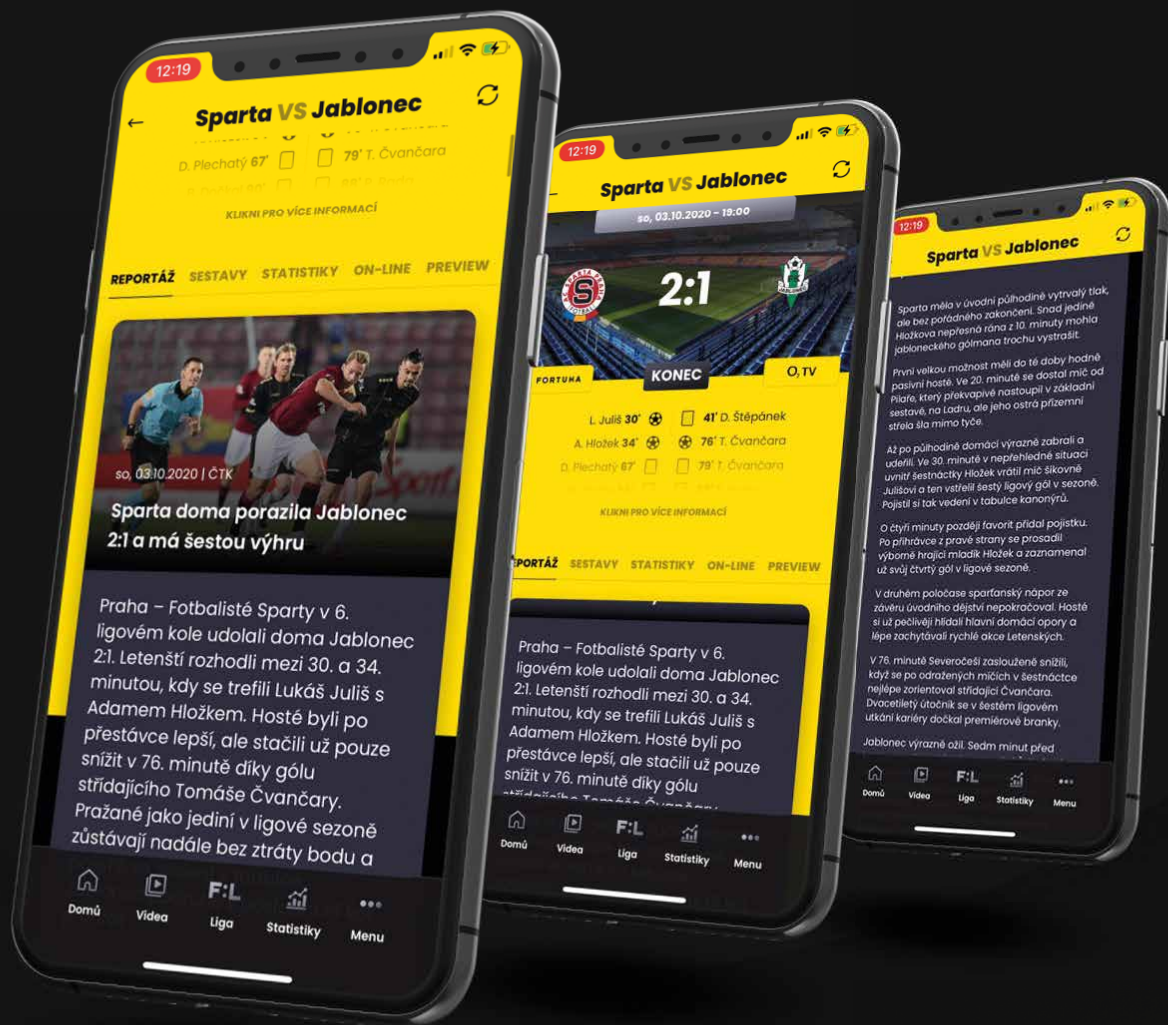 12:19
Sparta VS Jablonec
D. Plechatý 67' 79' T. Čvančara
KLIKNI PRO VÍCE INFORMACÍ
REPORTÁŽ SESTAVY STATISTIKY ON-LINE PREVIEW
so, 03.10.2020 | ČTK
Sparta doma porazila Jablonec
2:1 a má šestou výhru
Praha – Fotbalisté Sparty v 6.
ligovém kole udolali doma Jablonec
2:1. Letenští rozhodli mezi 30. a 34.
minutou, kdy se trefili Lukáš Juliš s
Adamem Hložkem. Hosté byli po
přestávce lepší, ale stačili už pouze
snížit v 76. minutě díky gólu
střídajícího Tomáše Čvančary.
Pražané jako jediní v ligové sezoně
zůstávají nadále bez ztráty bodu a
Domů Videa F:L Liga Statistiky Menu
12:19
Sparta VS Jablonec
so, 03.10.2020 – 19:00
2:1
FORTUNA KONEC O2 TV
L. Juliš 30' 41' D. Štěpánek
A. Hložek 34' 76' T. Čvančara
D. Plechatý 67' 79' T. Čvančara
KLIKNI PRO VÍCE INFORMACÍ
EPORTÁŽ SESTAVY STATISTIKY ON-LINE PREVIEW
Praha – Fotbalisté Sparty v 6.
ligovém kole udolali doma Jablonec
2:1. Letenští rozhodli mezi 30. a 34.
minutou, kdy se trefili Lukáš Juliš s
Adamem Hložkem. Hosté byli po
přestávce lepší, ale stačili už pouze
snížit v 76. minutě díky gólu
střídajícího Tomáše Čvančary
Domů Videa F:L Liga Statistiky Menu
12:19
Sparta VS Jablonec
Sparta měla v úvodní půlhodině vytrvalý tlak,
ale bez pořádného zakončení. Snad jedině
Hložkova nepřesná rána z 10. minuty mohla
jabloneckého gólmana trochu vystrašit.
První velkou možnost měli do té doby hodně
pasivní hosté. Ve 20. minutě se dostal míč od
Pilaře, který překvapivě nastoupil v základní
sestavě, na Ladru, ale jeho ostrá přízemní
střela šla mimo tyče.
Až po půlhodině domácí výrazně zabrali a
udeřili. Ve 30. minutě v nepřehledné situaci
uvnitř šestnáctky Hložek vrátil míč šikovně
Julišovi a ten vstřelil šestý ligový gól v sezoně.
Pojistil si tak vedení v tabulce kanonýrů.
O čtyři minuty později favorit přidal pojistku.
Po přihrávce z pravé strany se prosadil
výborně hrající mladík Hložek a zaznamenal
už svůj čtvrtý gól v ligové sezoně.
V druhém poločase sparťanský nápor ze
závěru úvodního dějství nepokračoval. Hosté
si už pečlivěji hlídali hlavní domácí opory a
lépe zachytávali rychlé akce Letenských.
V 76. minutě Severočeši zaslouženě snížili,
když se po odražených míčích v šestnáctce
nejlépe zorientoval střídající Čvančara.
Dvacetiletý útočník se v šestém ligovém
utkání kariéry dočkal premiérové branky.
Jablonec výrazně ožil. Sedm minut před
Domů Videa F:L Liga Statistiky Menu